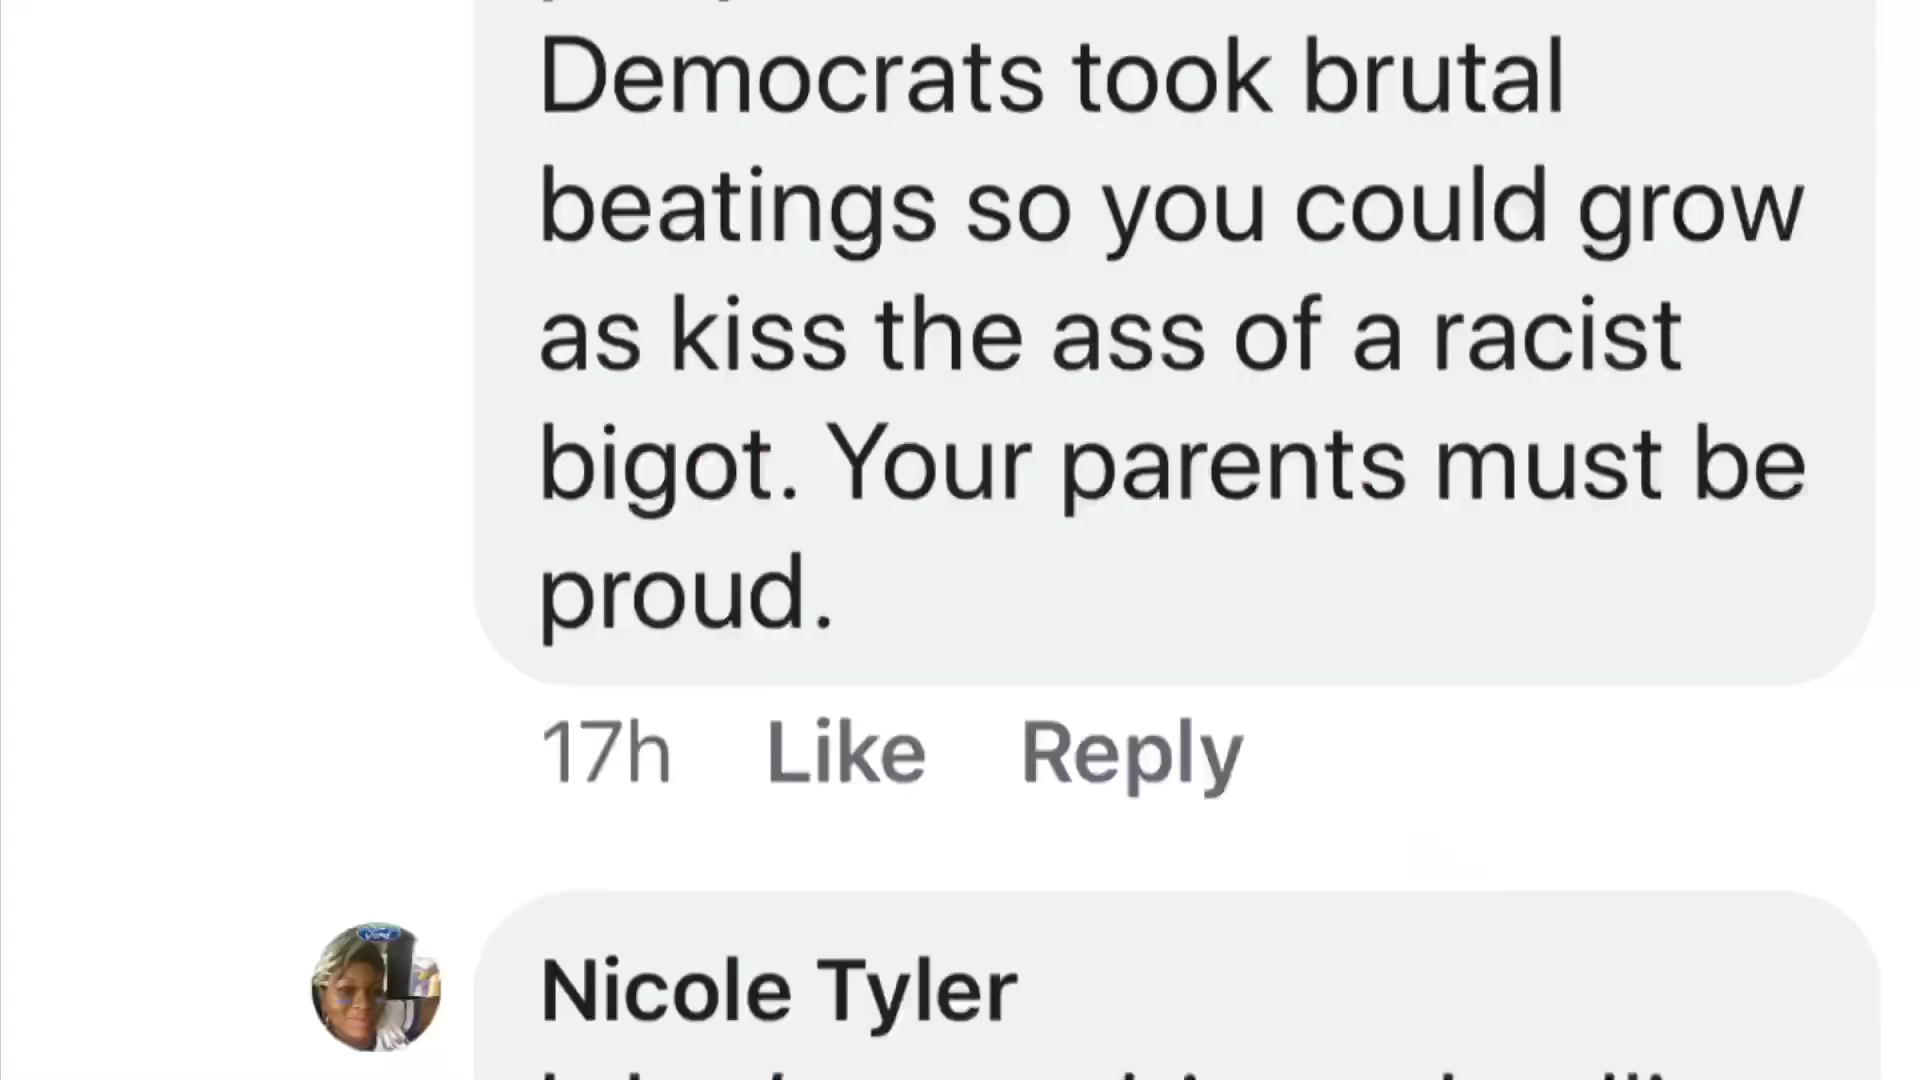 Democrats took brutal
beatings so you could grow
as kiss the ass of a racist
bigot. Your parents must be
proud.
17h Like Reply
Nicole Tyler